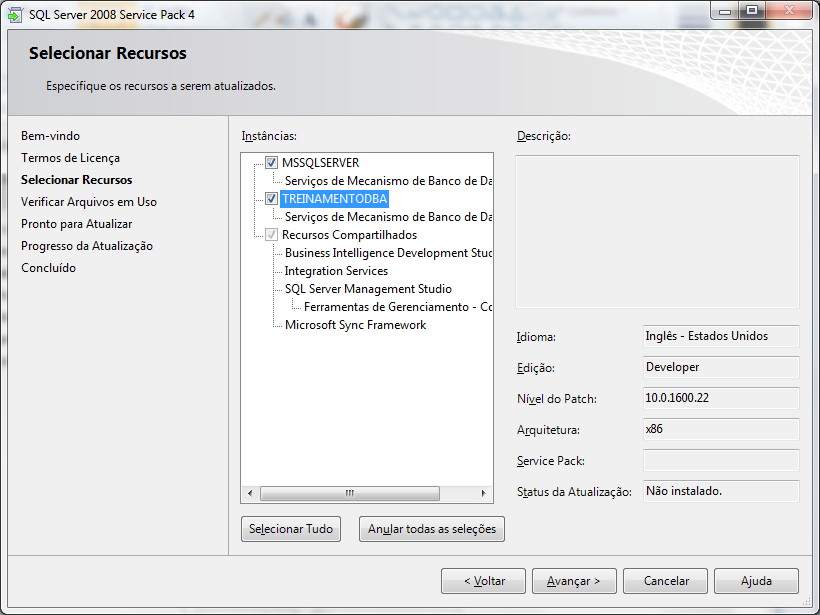 SQL Server 2008 Service Pack 4
Selecionar Recursos
Especifique os recursos a serem atualizados.
Bem-vindo
Termos de Licença
Selecionar Recursos
Verificar Arquivos em Uso
Pronto para Atualizar
Progresso da Atualização
Concluído
Instâncias:
MSSQLSERVER
Serviços de Mecanismo de Banco de Da
TREINAMENTODBA
Serviços de Mecanismo de Banco de Da
Recursos Compartilhados
Business Intelligence Development Stud
Integration Services
SQL Server Management Studio
Ferramentas de Gerenciamento - Co
Microsoft Sync Framework
Selecionar Tudo
Anular todas as seleções
Descrição:
Idioma: Inglês - Estados Unidos
Edição: Developer
Nível do Patch: 10.0.1600.22
Arquitetura: x86
Service Pack:
Status da Atualização: Não instalado.
< Voltar
Avançar >
Cancelar
Ajuda